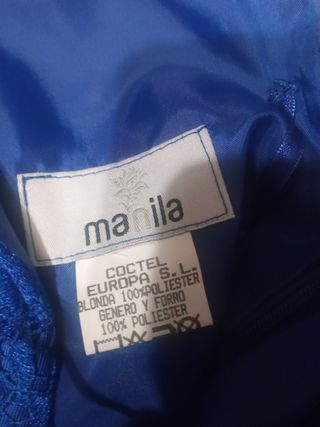 manila
COCTEL
EUROPA S.L.
BLONDA 100%POLIESTER
GENERO Y FORRO
100% POLIESTER